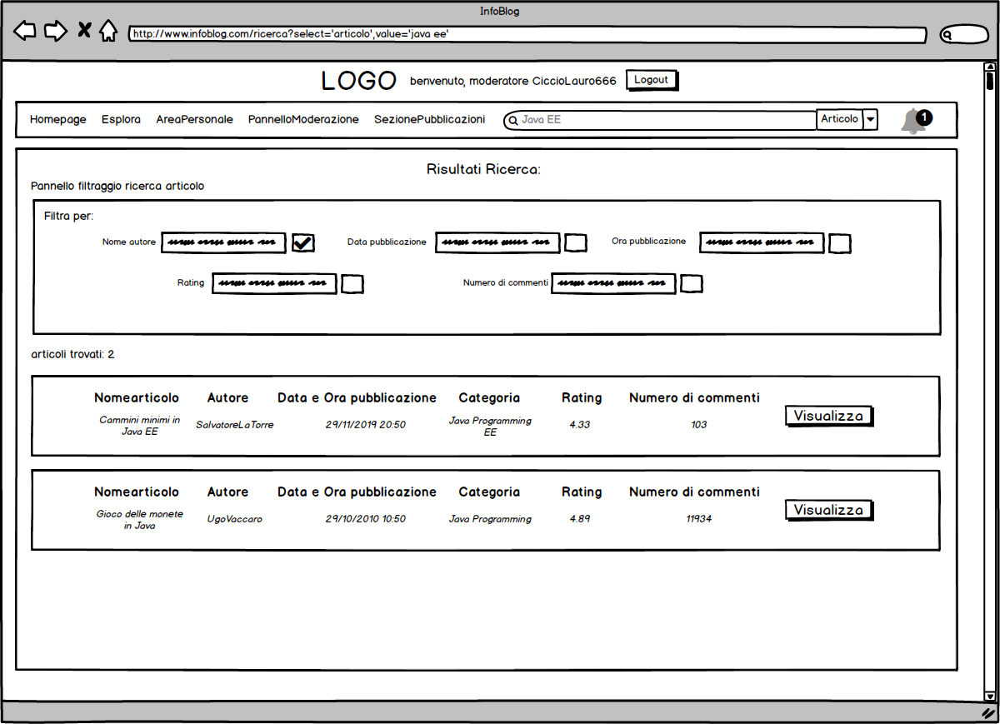 InfoBlog
http://www.infoblog.com/ricerca?select='articolo',value='java ee'
LOGO benvenuto, moderatore CiccioLauro666 Logout
Homepage Esplora AreaPersonale PannelloModerazione SezionePubblicazioni Java EE Articolo 1
Risultati Ricerca:
Pannello filtraggio ricerca articolo
Filtra per:
Nome autore Data pubblicazione Ora pubblicazione
Rating Numero di commenti
articoli trovati: 2
Nomearticolo Autore Data e Ora pubblicazione Categoria Rating Numero di commenti
Cammini minimi in Java EE SalvatoreLaTorre 29/11/2019 20:50 Java Programming EE 4.33 103 Visualizza
Nomearticolo Autore Data e Ora pubblicazione Categoria Rating Numero di commenti
Gioco delle monete in Java UgoVaccaro 29/10/2010 10:50 Java Programming 4.89 11934 Visualizza